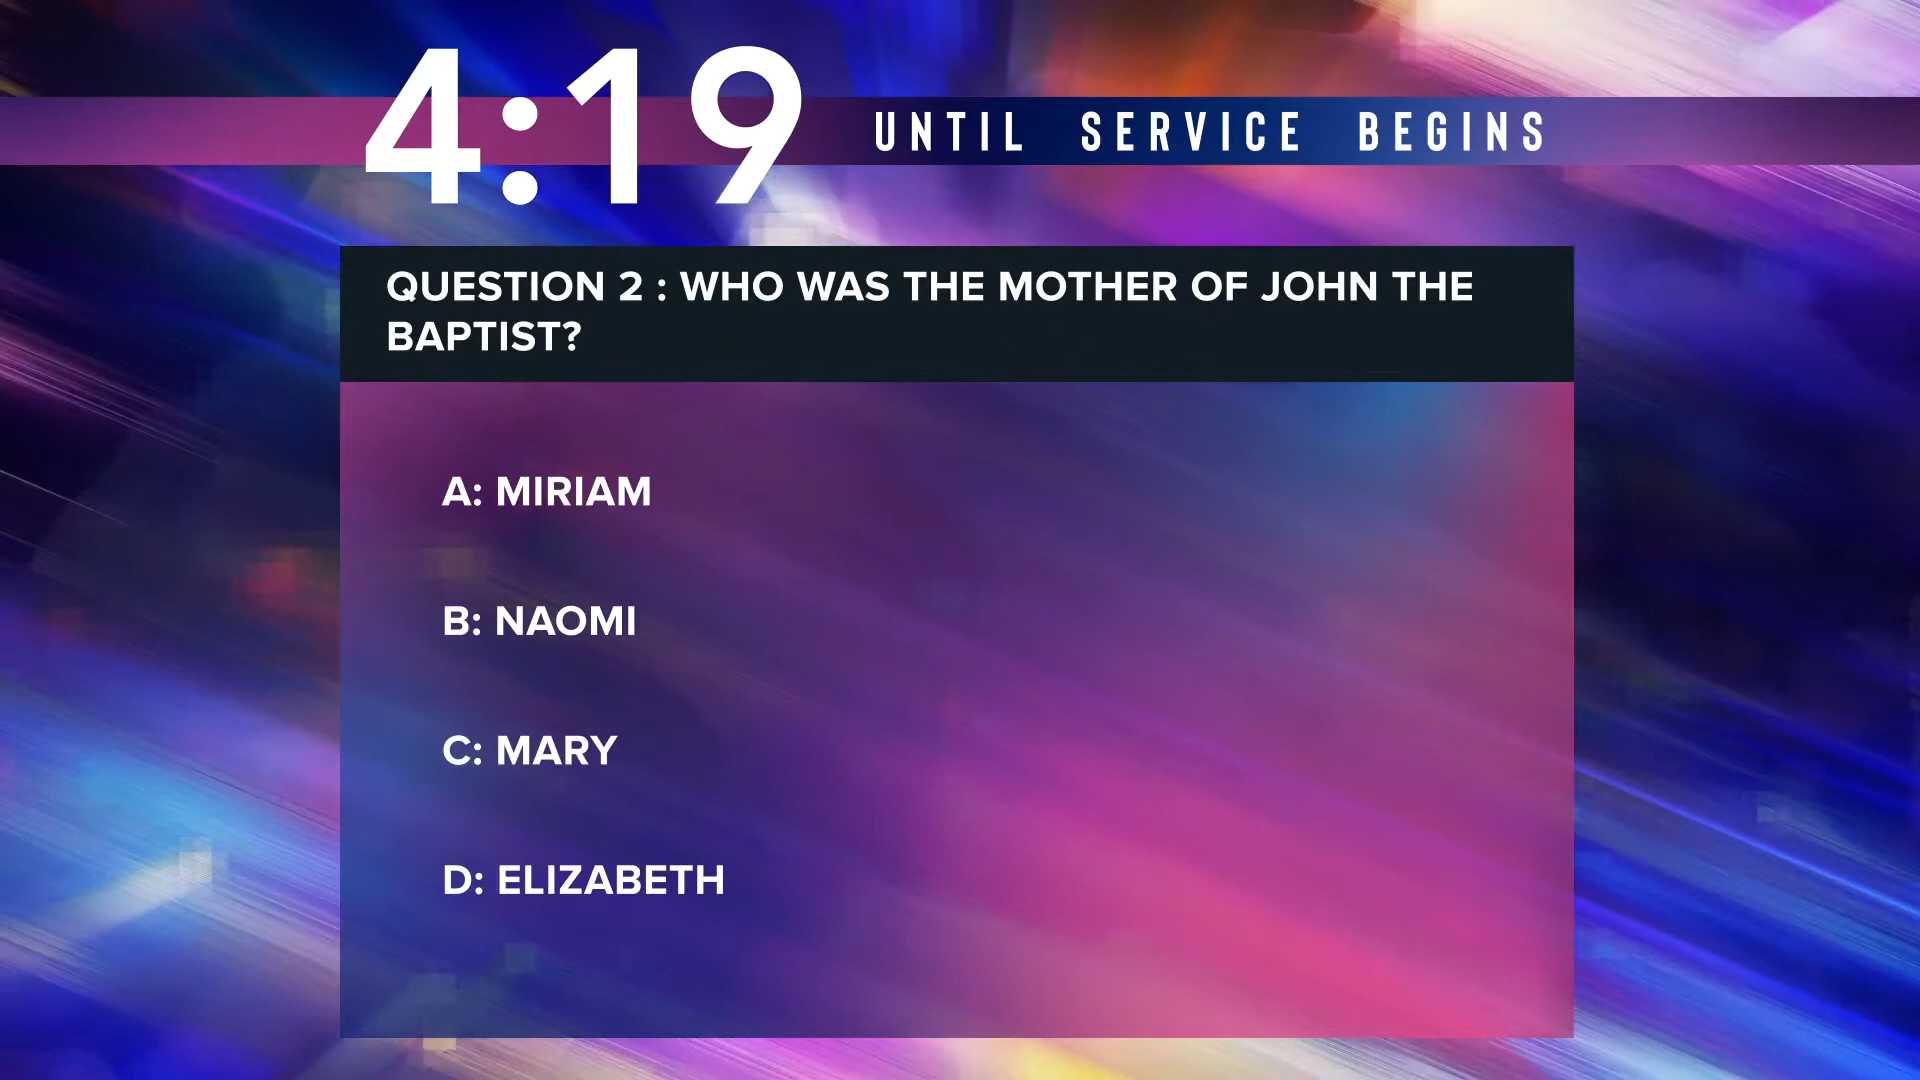 4:19 UNTIL SERVICE BEGINS
QUESTION 2 : WHO WAS THE MOTHER OF JOHN THE
BAPTIST?
A: MIRIAM
B: NAOMI
C: MARY
D: ELIZABETH